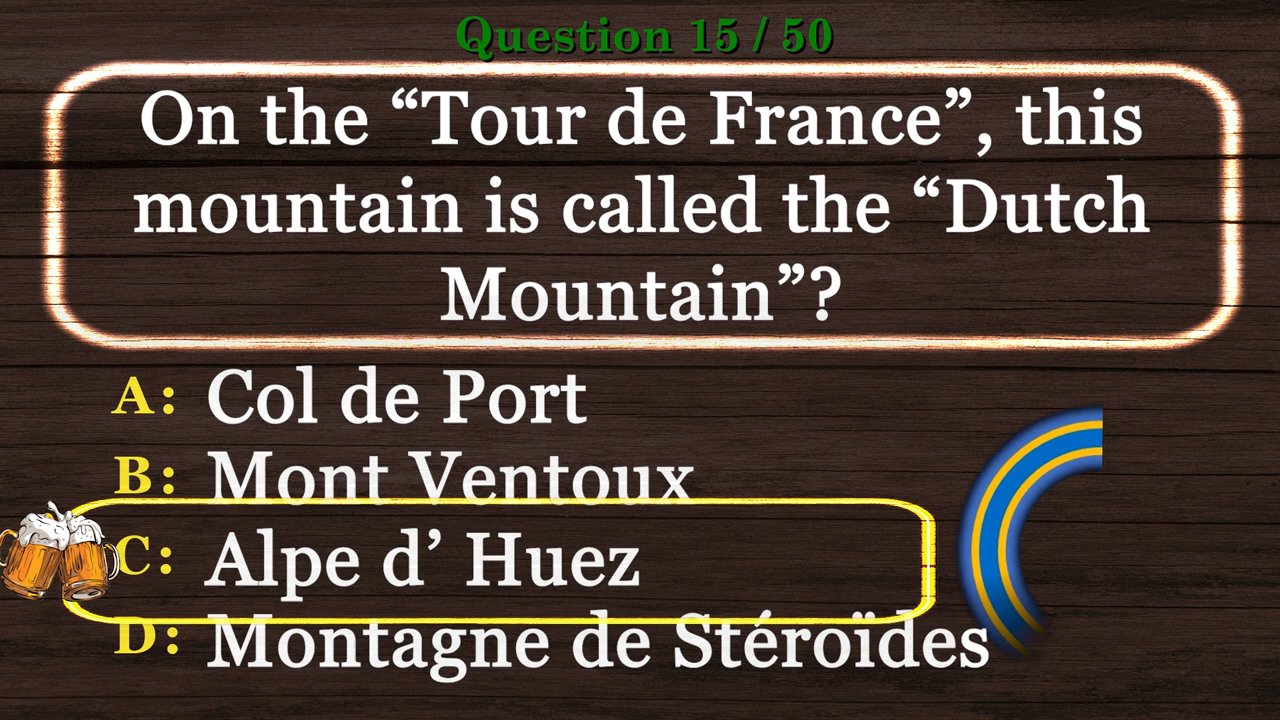 Question 15 / 50
On the “Tour de France”, this
mountain is called the “Dutch
Mountain”?
A: Col de Port
B: Mont Ventoux
C: Alpe d’ Huez
D: Montagne de Stéroïdes